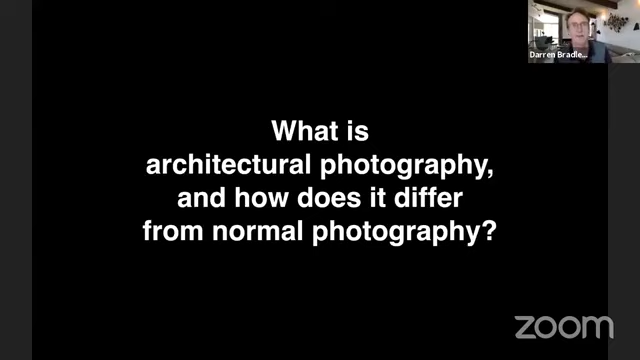 Darren Bradle...
What is
architectural photography,
and how does it differ
from normal photography?
zoom